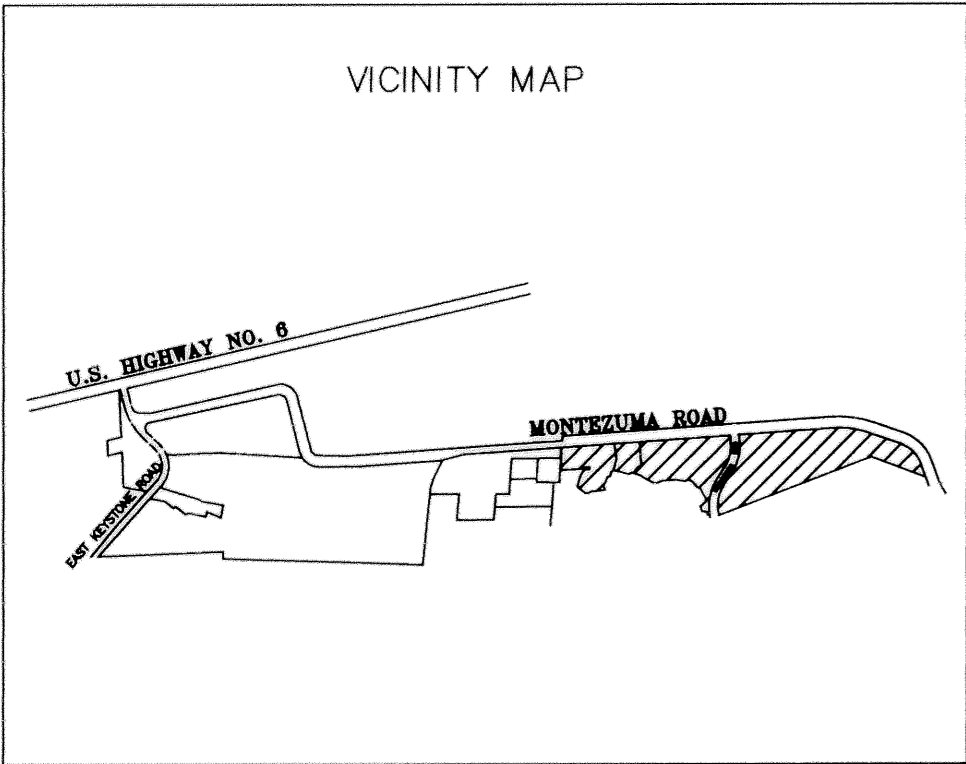 VICINITY MAP
U.S. HIGHWAY NO. 6
MONTEZUMA ROAD
EAST KEYSTONE ROAD